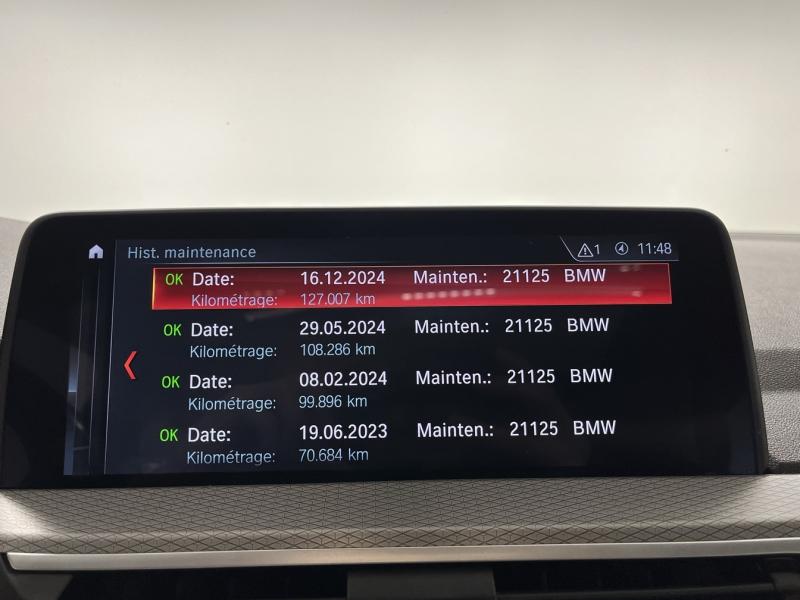 Hist. maintenance 1 11:48
OK Date: 16.12.2024 Mainten.: 21125 BMW
Kilométrage: 127.007 km
OK Date: 29.05.2024 Mainten.: 21125 BMW
Kilométrage: 108.286 km
OK Date: 08.02.2024 Mainten.: 21125 BMW
Kilométrage: 99.896 km
OK Date: 19.06.2023 Mainten.: 21125 BMW
Kilométrage: 70.684 km